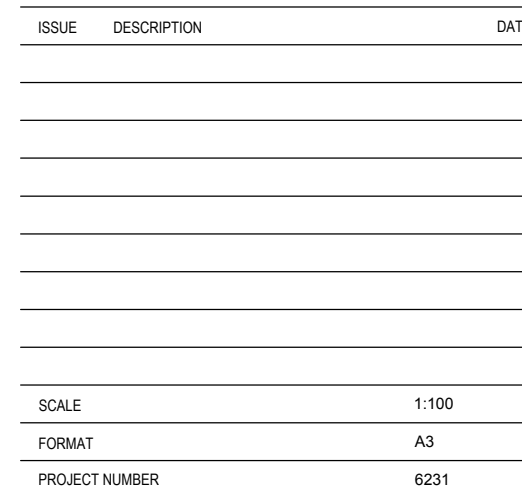 ISSUE DESCRIPTION DAT
SCALE 1:100
FORMAT A3
PROJECT NUMBER 6231